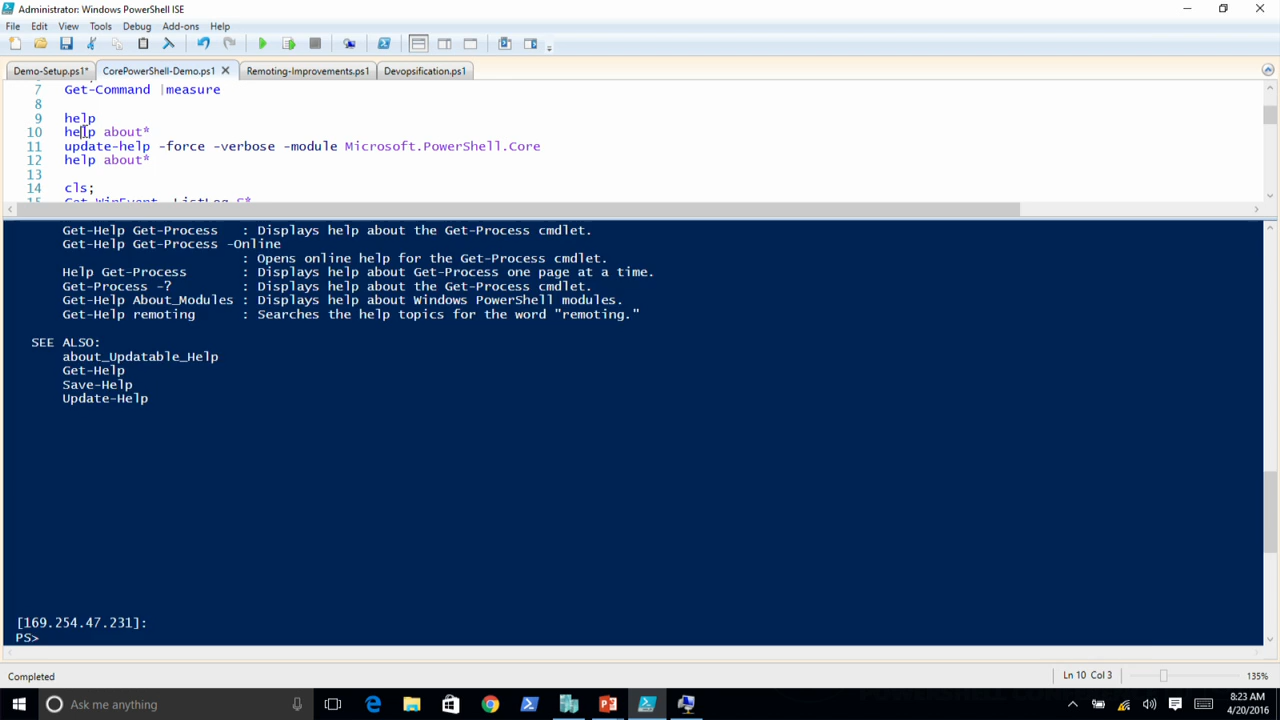 Administrator: Windows PowerShell ISE
File Edit View Tools Debug Add-ons Help
Demo-Setup.ps1* CorePowerShell-Demo.ps1 Remoting-Improvements.ps1 Devopsification.ps1
7 Get-Command |measure
8
9 help
10 help about*
11 update-help -force -verbose -module Microsoft.PowerShell.Core
12 help about*
13
14 cls;
15 Get-WinEvent -ListLog S*
Get-Help Get-Process : Displays help about the Get-Process cmdlet.
Get-Help Get-Process -Online
: Opens online help for the Get-Process cmdlet.
Help Get-Process : Displays help about Get-Process one page at a time.
Get-Process -? : Displays help about the Get-Process cmdlet.
Get-Help About_Modules : Displays help about Windows PowerShell modules.
Get-Help remoting : Searches the help topics for the word "remoting."
SEE ALSO:
about_Updatable_Help
Get-Help
Save-Help
Update-Help
[169.254.47.231]:
PS>
Completed Ln 10 Col 3 135%
Ask me anything 8:23 AM
4/20/2016